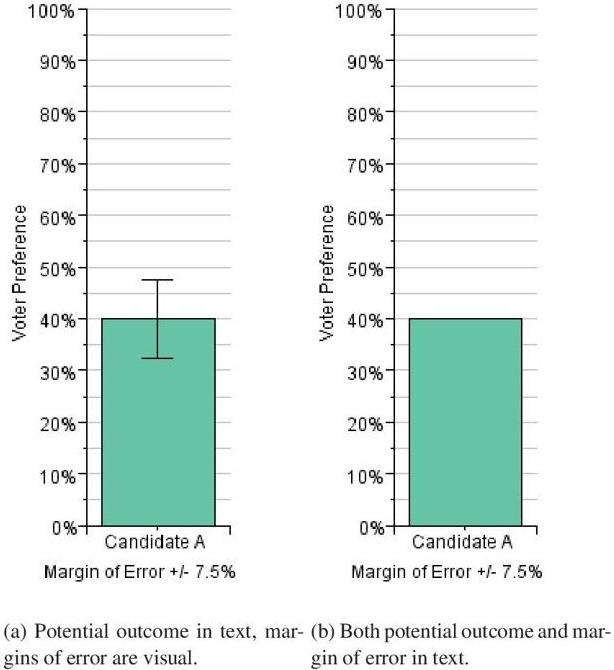 100%
90%
80%
70%
60%
50%
40%
30%
20%
10%
0%
Voter Preference
Candidate A
Margin of Error +/- 7.5%
100%
90%
80%
70%
60%
50%
40%
30%
20%
10%
0%
Voter Preference
Candidate A
Margin of Error +/- 7.5%
(a) Potential outcome in text, mar-
gins of error are visual.
(b) Both potential outcome and mar-
gin of error in text.